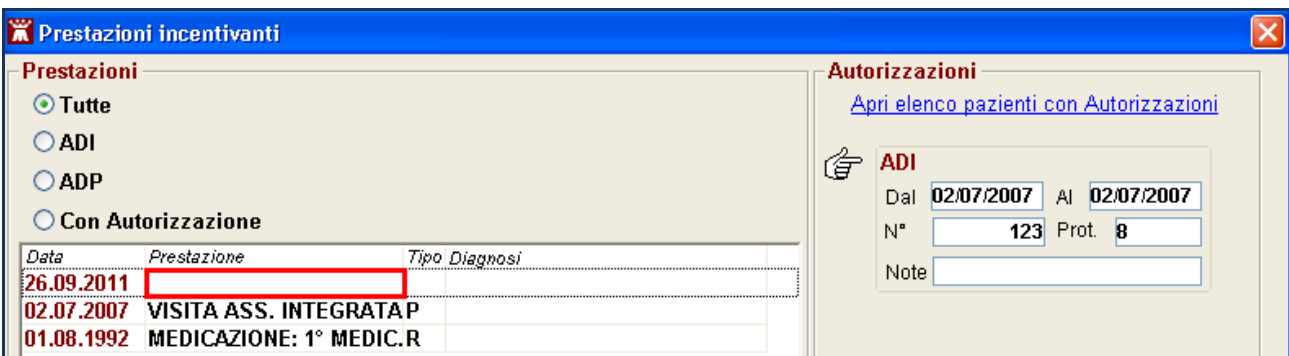 Prestazioni incentivanti
Prestazioni
Tutte
ADI
ADP
Con Autorizzazione
Data Prestazione Tipo Diagnosi
26.09.2011
02.07.2007 VISITA ASS. INTEGRATA P
01.08.1992 MEDICAZIONE: 1° MEDIC. R
Autorizzazioni
Apri elenco pazienti con Autorizzazioni
ADI
Dal 02/07/2007 Al 02/07/2007
N° 123 Prot. 8
Note